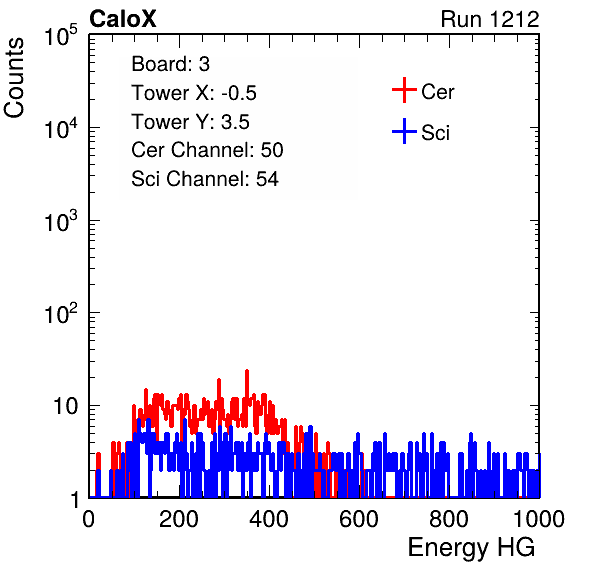 CaloX Run 1212
Counts
Board: 3
Tower X: -0.5
Tower Y: 3.5
Cer Channel: 50
Sci Channel: 54
Cer
Sci
10^5
10^4
10^3
10^2
10
1
0 200 400 600 800 1000
Energy HG